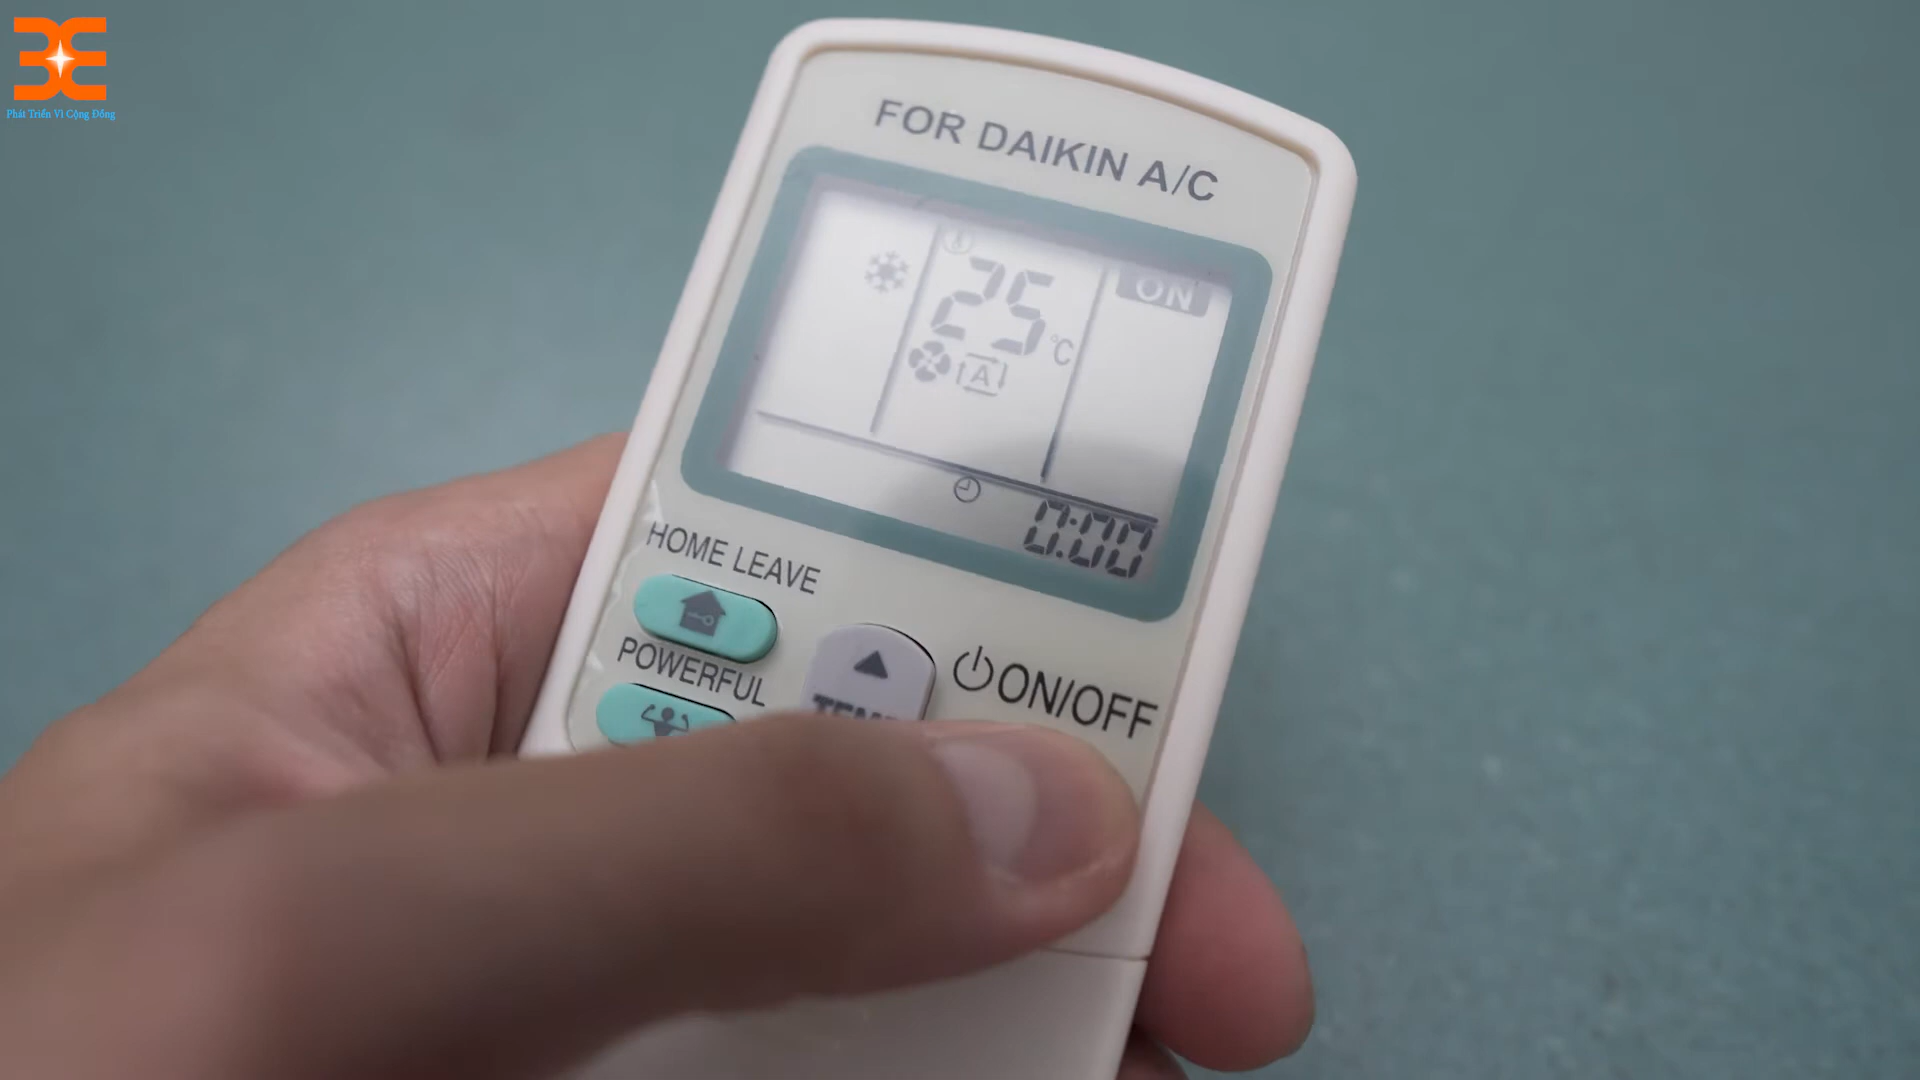 Phát Triển Vì Cộng Đồng
FOR DAIKIN A/C
ON
25 °C
A
0:00
HOME LEAVE
POWERFUL
ON/OFF